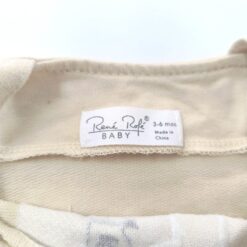 René Rofé®
BABY
3-6 mos.
Made in
China